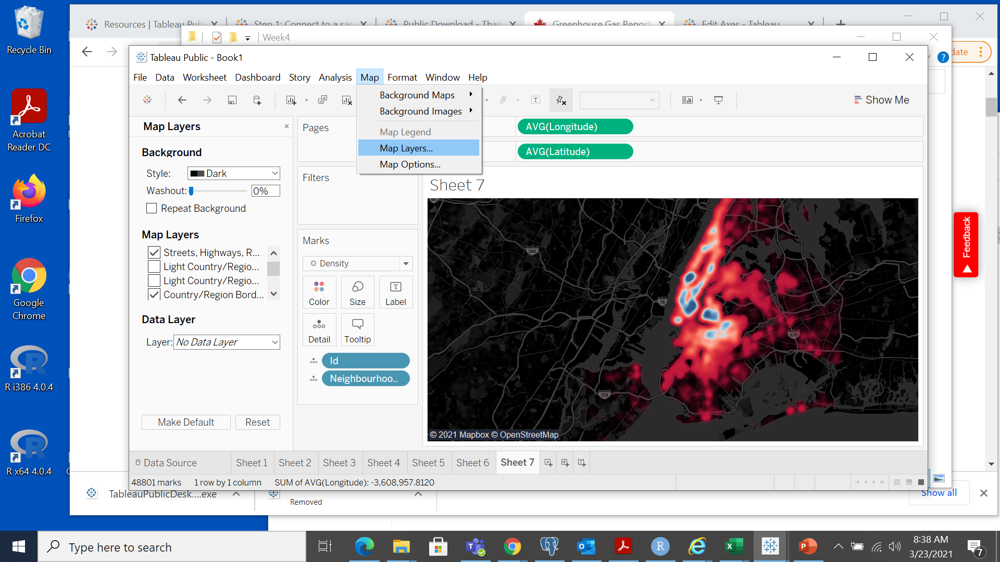 Recycle Bin
Acrobat
Reader DC
Firefox
Google
Chrome
R i386 4.0.4
R x64 4.0.4
Resources | Tableau Pub
Step 1: Connect to a sam
Public Download - Than
Greenhouse Gas Report
Edit Axes - Tableau
Week4
date
Tableau Public - Book1
File Data Worksheet Dashboard Story Analysis Map Format Window Help
Show Me
Background Maps
Background Images
Map Legend
Map Layers...
Map Options...
Map Layers
Background
Style: Dark
Washout: 0%
Repeat Background
Map Layers
Streets, Highways, R...
Light Country/Regio...
Light Country/Regio...
Country/Region Bord...
Data Layer
Layer: No Data Layer
Make Default Reset
Pages
Filters
Marks
Density
Color Size Label
Detail Tooltip
Id
Neighbourhoo..
AVG(Longitude)
AVG(Latitude)
Sheet 7
80
280
78
678
278
© 2021 Mapbox © OpenStreetMap
Feedback
Data Source Sheet 1 Sheet 2 Sheet 3 Sheet 4 Sheet 5 Sheet 6 Sheet 7
48801 marks 1 row by 1 column SUM of AVG(Longitude): -3,608,957.8120
TableauPublicDesk....exe
Removed
Show all
Type here to search
8:38 AM
3/23/2021
7